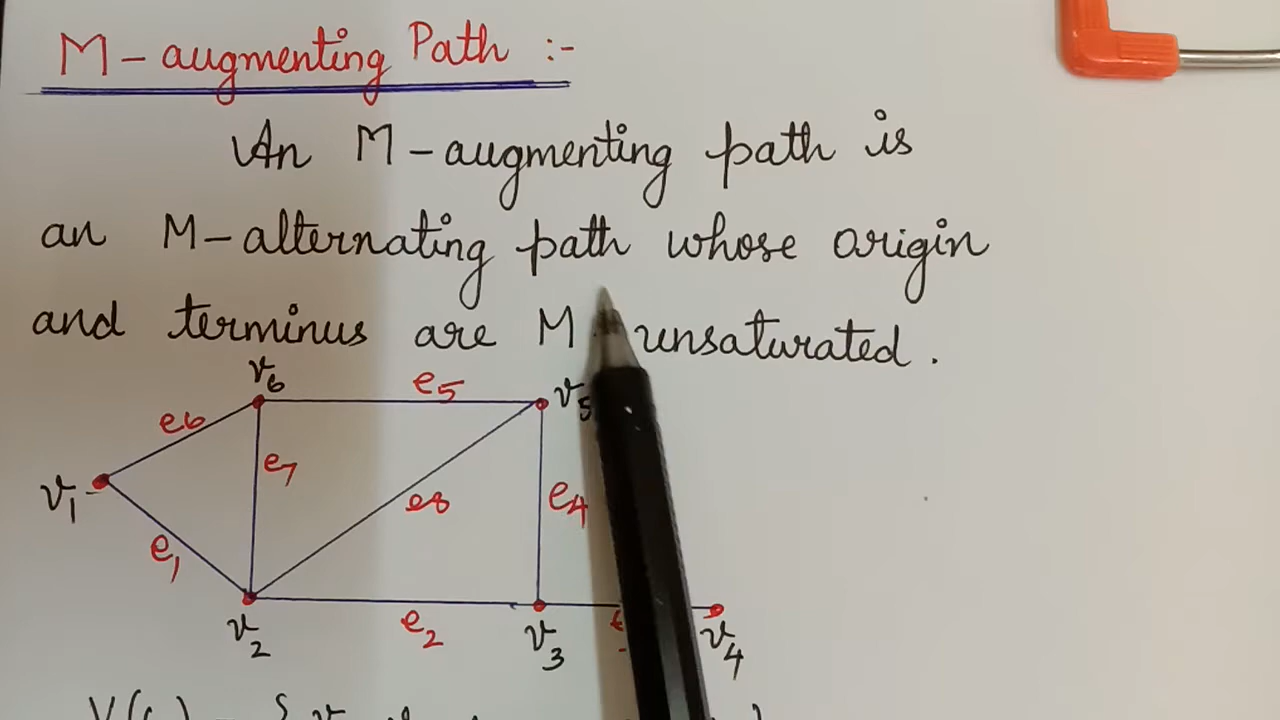 M-augmenting Path :-
An M-augmenting path is
an M-alternating path whose origin
and terminus are M unsaturated.
v6 e5 v5
e6
e7
v1
e8 e4
e1
v2 e2 v3 v4